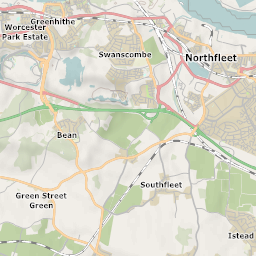 Greenhithe
Worcester
Park Estate
Swanscombe
Northfleet
Bean
Southfleet
Green Street
Green
Istead